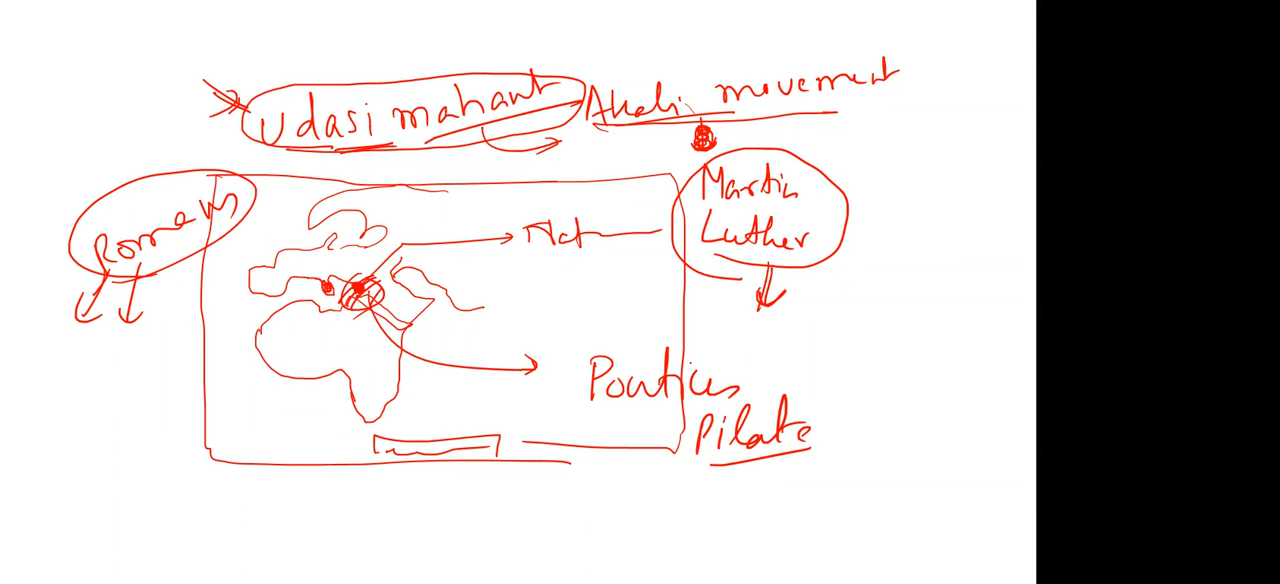 Udasi mahant Akali movement
Romans
Martin
Luther
Pontius
Pilate